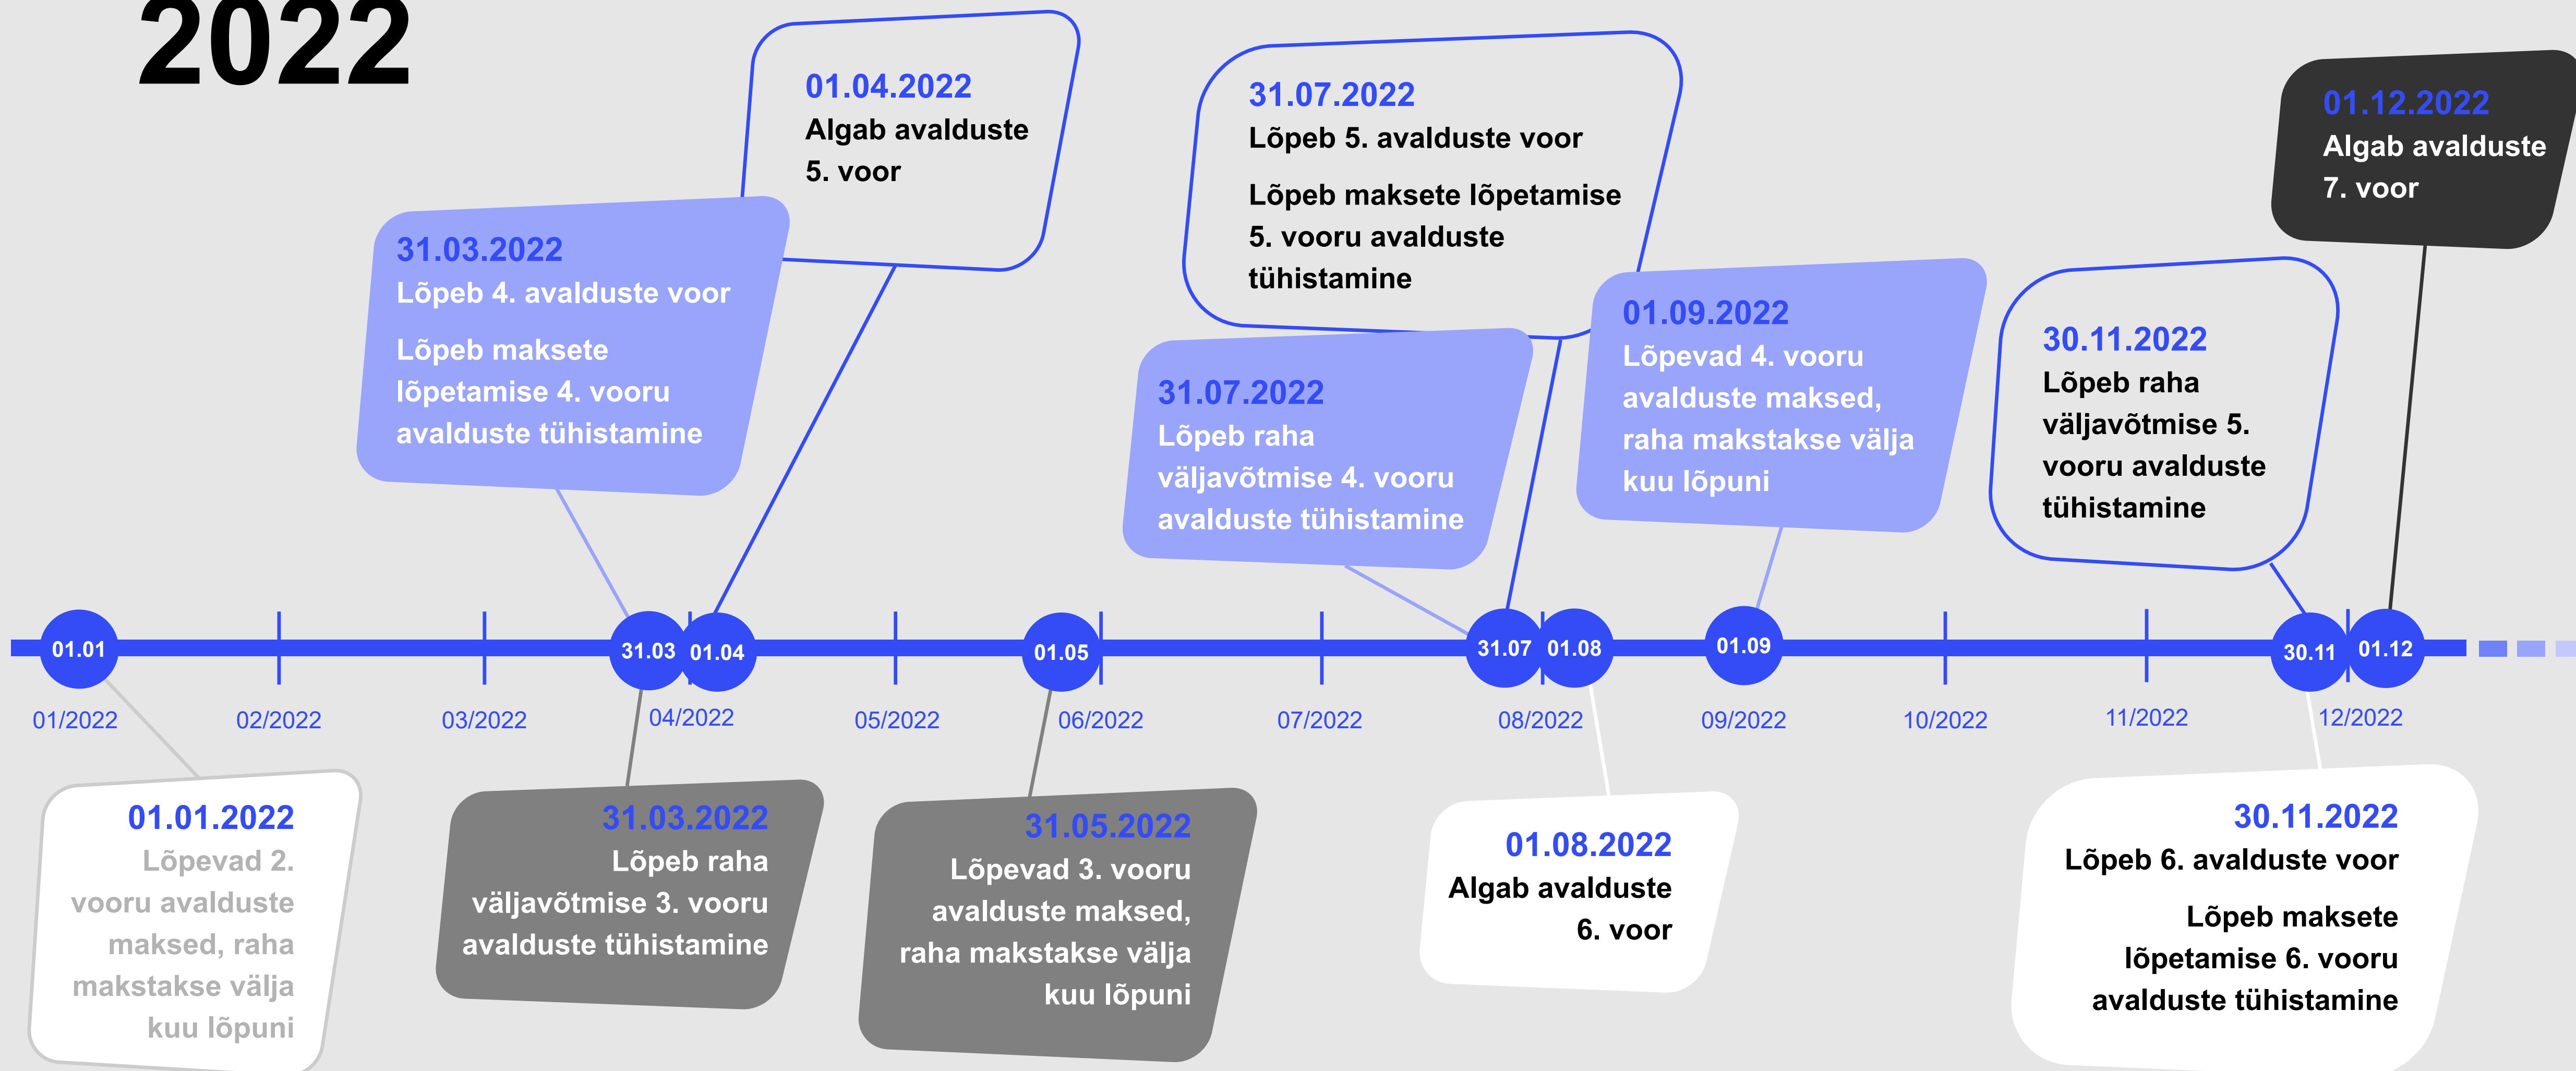 2022
01.04.2022
Algab avalduste
5. voor
31.07.2022
Lõpeb 5. avalduste voor
Lõpeb maksete lõpetamise
5. vooru avalduste
tühistamine
01.12.2022
Algab avalduste
7. voor
31.03.2022
Lõpeb 4. avalduste voor
Lõpeb maksete
lõpetamise 4. vooru
avalduste tühistamine
31.07.2022
Lõpeb raha
väljavõtmise 4. vooru
avalduste tühistamine
01.09.2022
Lõpevad 4. vooru
avalduste maksed,
raha makstakse välja
kuu lõpuni
30.11.2022
Lõpeb raha
väljavõtmise 5.
vooru avalduste
tühistamine
01.01
31.03
01.04
01.05
31.07
01.08
01.09
30.11
01.12
01/2022
02/2022
03/2022
04/2022
05/2022
06/2022
07/2022
08/2022
09/2022
10/2022
11/2022
12/2022
01.01.2022
Lõpevad 2.
vooru avalduste
maksed, raha
makstakse välja
kuu lõpuni
31.03.2022
Lõpeb raha
väljavõtmise 3. vooru
avalduste tühistamine
31.05.2022
Lõpevad 3. vooru
avalduste maksed,
raha makstakse välja
kuu lõpuni
01.08.2022
Algab avalduste
6. voor
30.11.2022
Lõpeb 6. avalduste voor
Lõpeb maksete
lõpetamise 6. vooru
avalduste tühistamine